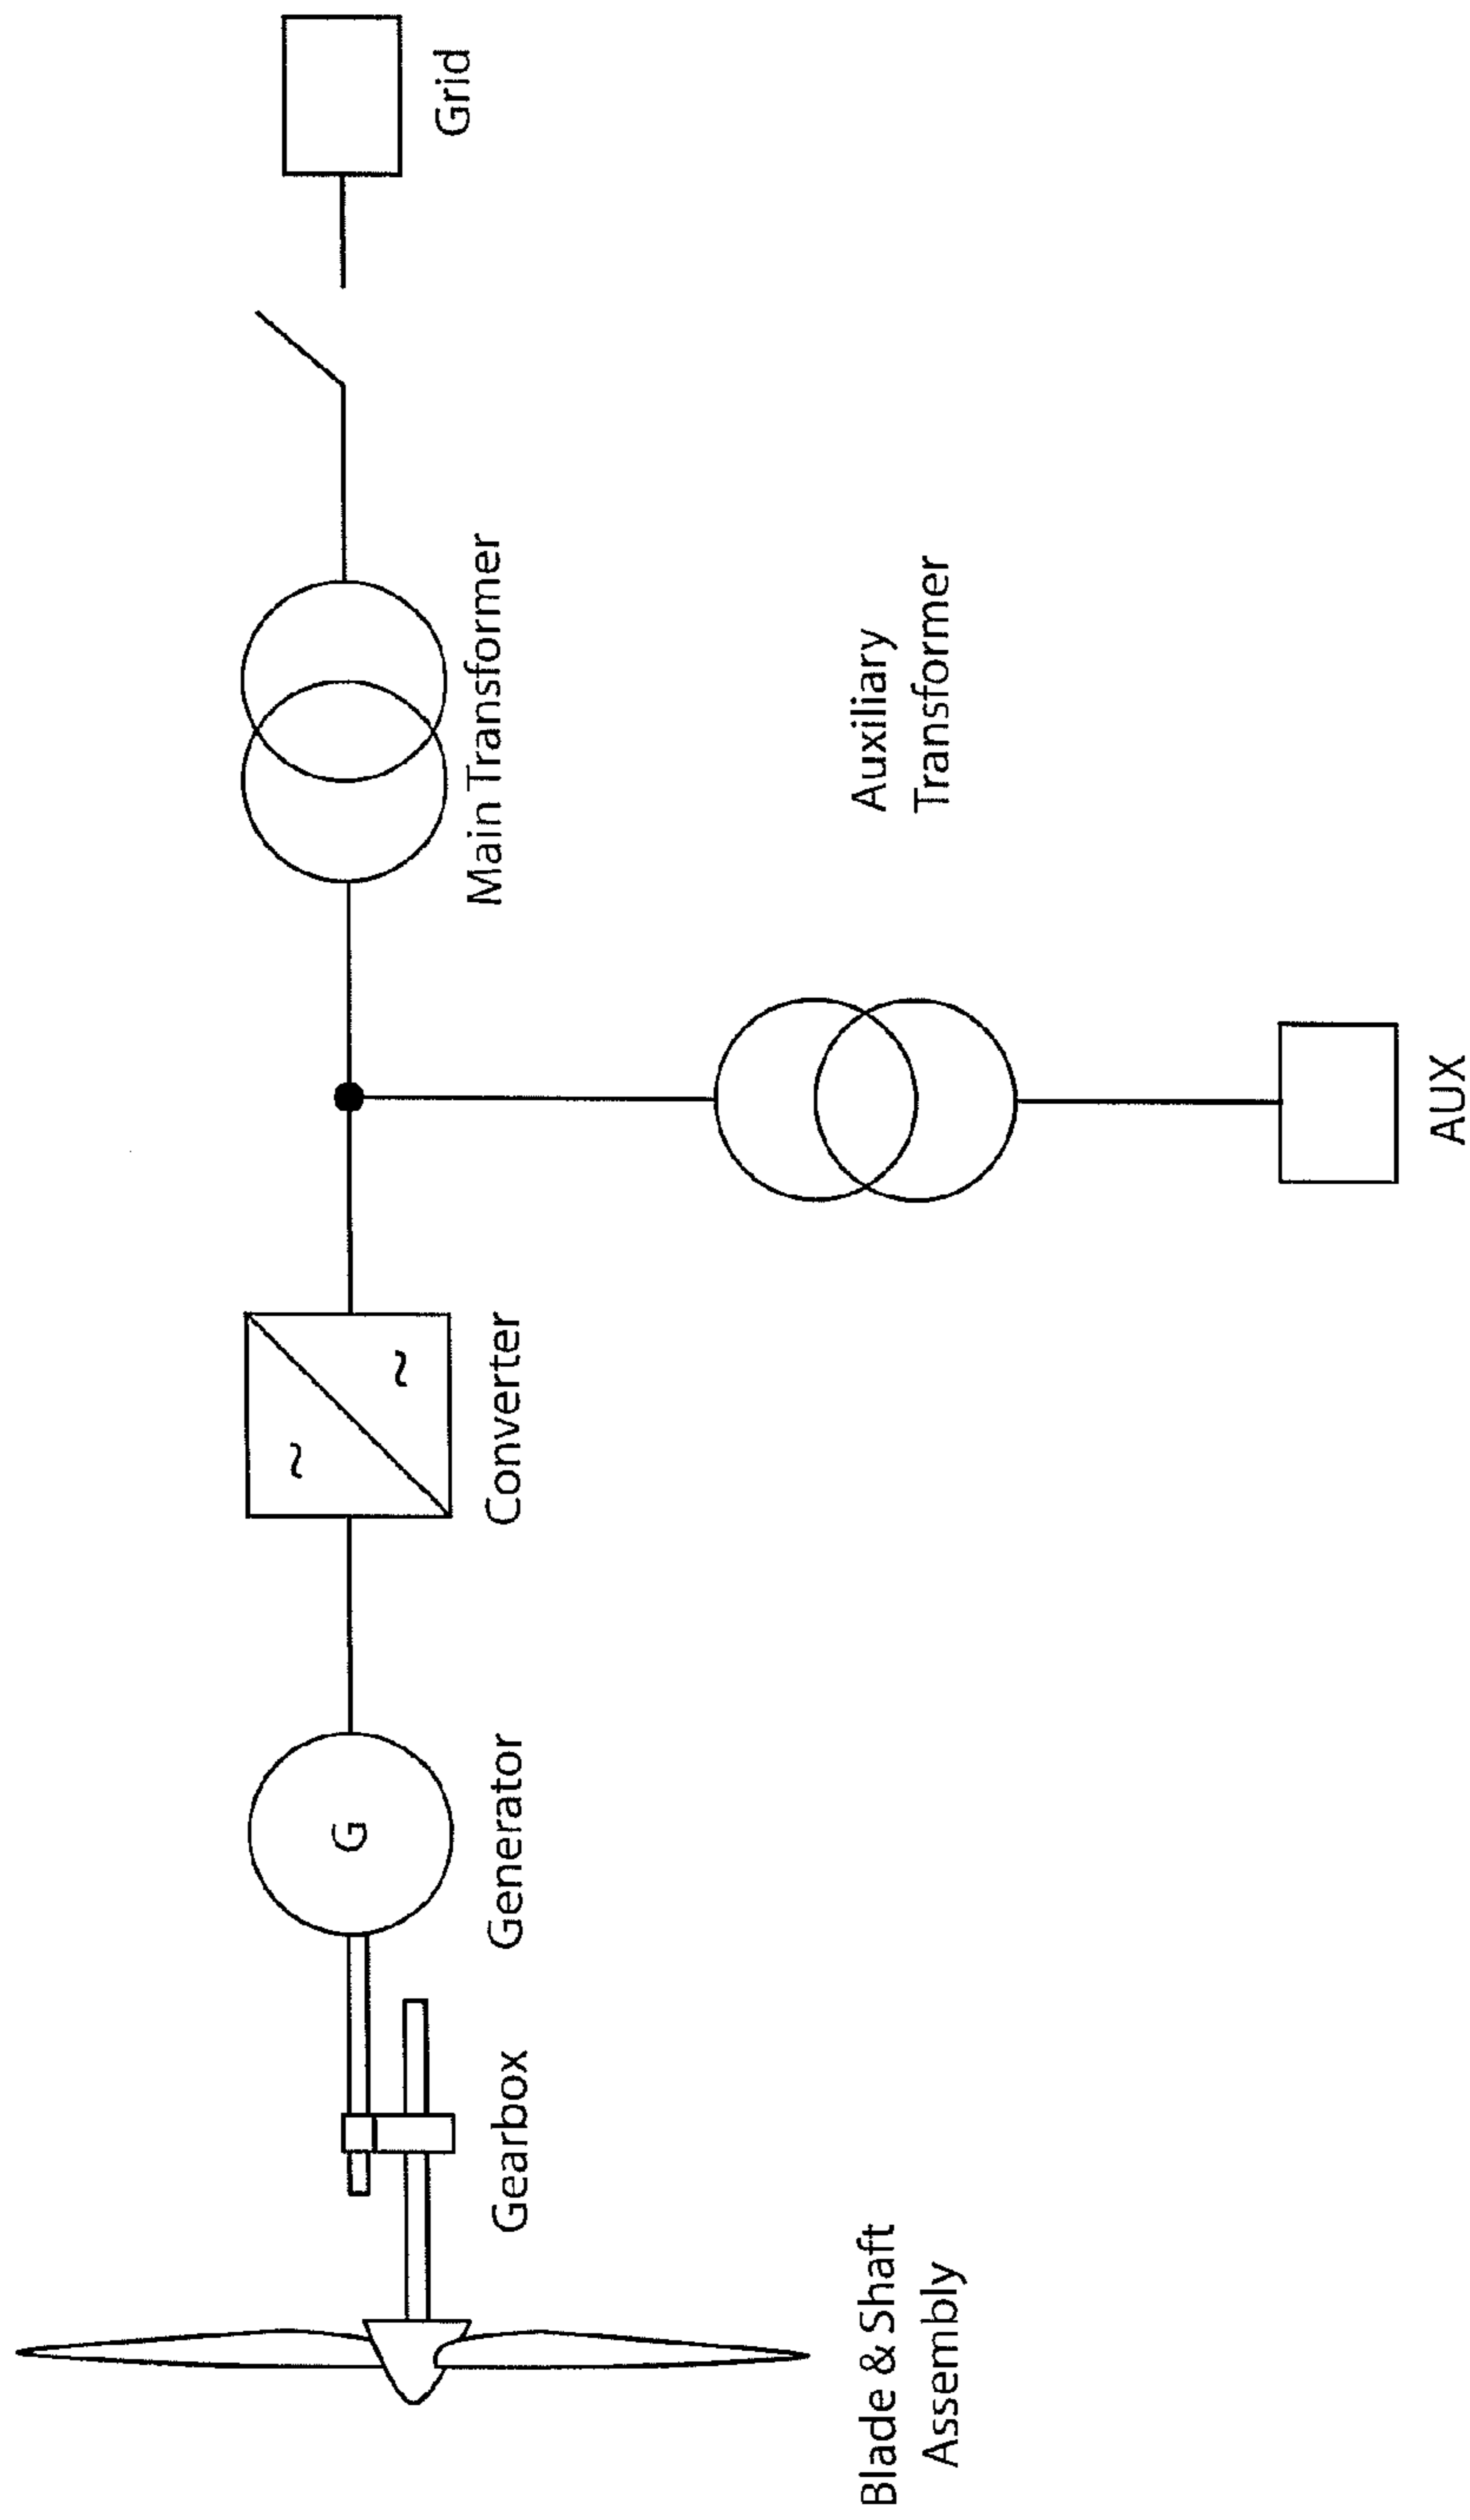 Blade & Shaft
Assembly
Gearbox
G
Generator
~
~
Converter
AUX
Auxiliary
Transformer
Main Transformer
Grid